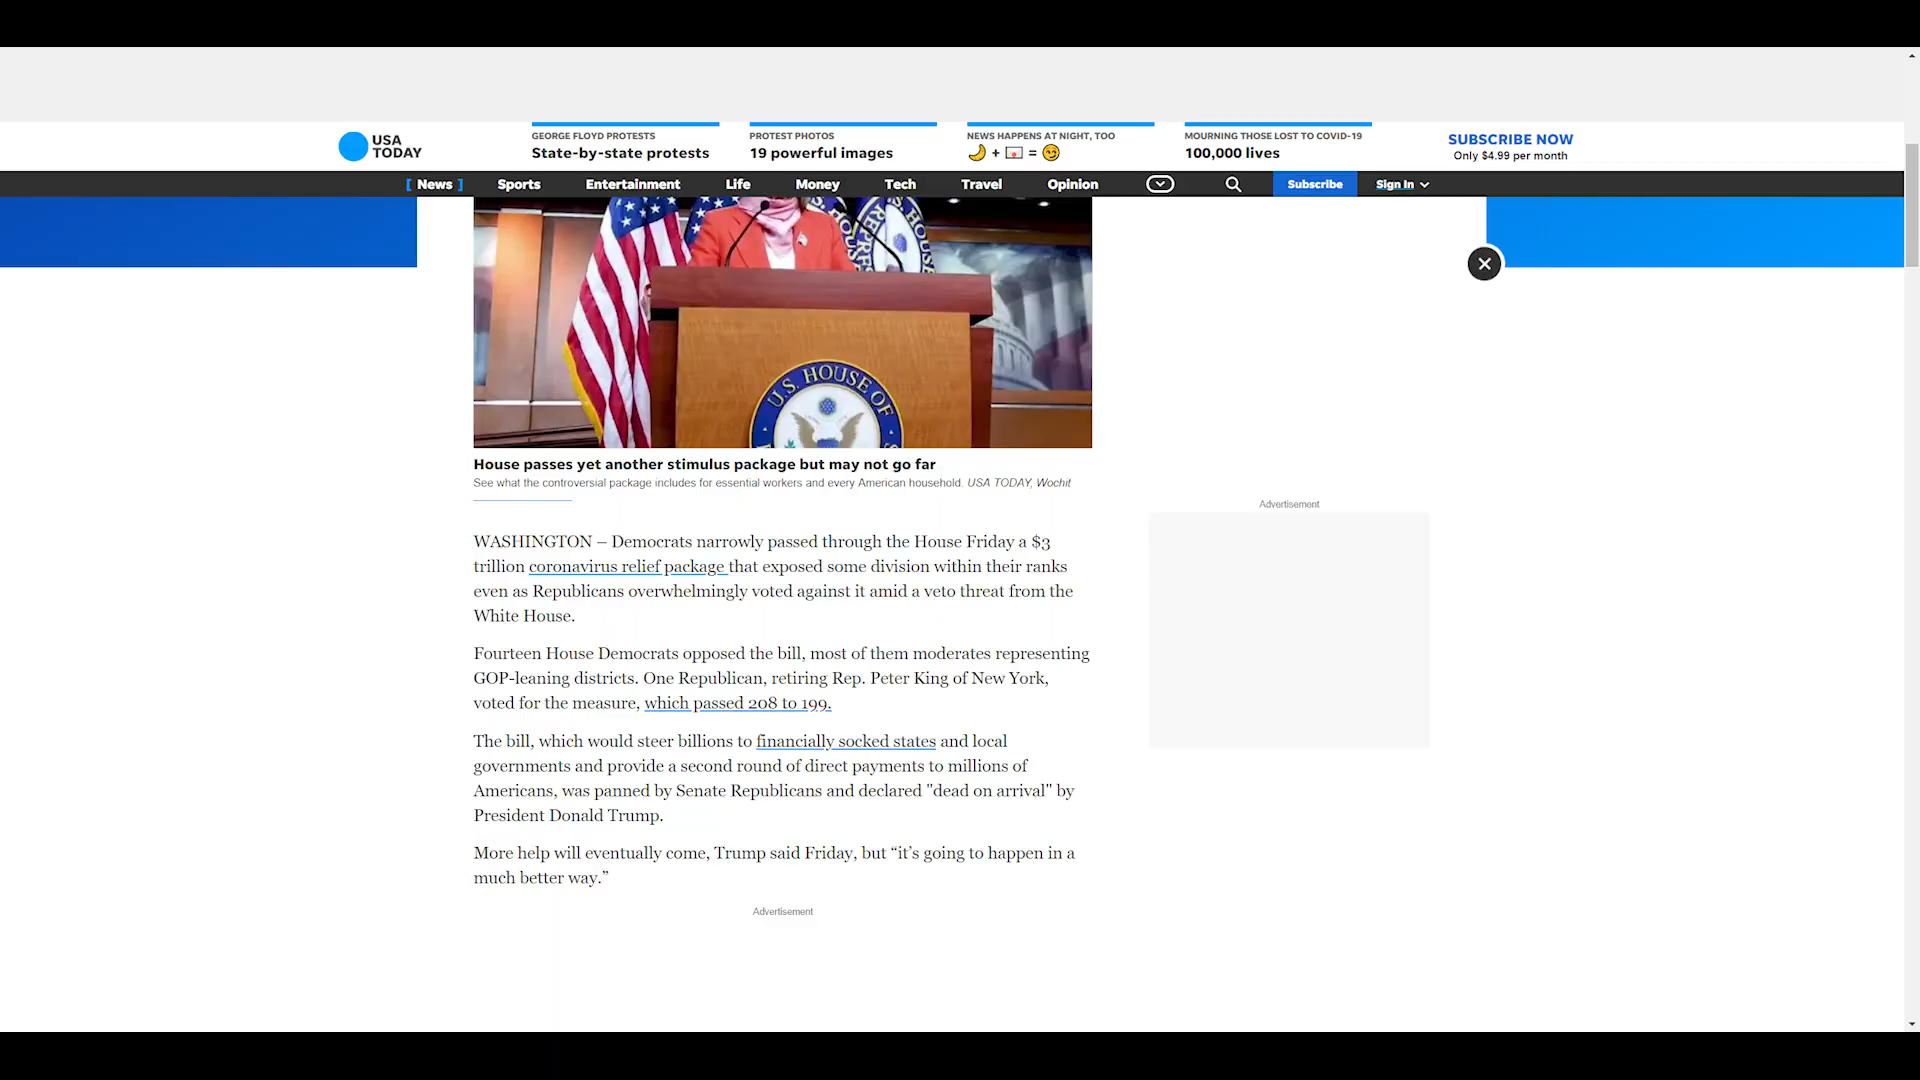 USA
TODAY
GEORGE FLOYD PROTESTS
State-by-state protests
PROTEST PHOTOS
19 powerful images
NEWS HAPPENS AT NIGHT, TOO
🌙 + 💌 = 😏
MOURNING THOSE LOST TO COVID-19
100,000 lives
SUBSCRIBE NOW
Only $4.99 per month
[ News ] Sports Entertainment Life Money Tech Travel Opinion Subscribe Sign In
U.S. HOUSE OF
House passes yet another stimulus package but may not go far
See what the controversial package includes for essential workers and every American household. USA TODAY, Wochit
Advertisement
WASHINGTON – Democrats narrowly passed through the House Friday a $3
trillion coronavirus relief package that exposed some division within their ranks
even as Republicans overwhelmingly voted against it amid a veto threat from the
White House.
Fourteen House Democrats opposed the bill, most of them moderates representing
GOP-leaning districts. One Republican, retiring Rep. Peter King of New York,
voted for the measure, which passed 208 to 199.
The bill, which would steer billions to financially socked states and local
governments and provide a second round of direct payments to millions of
Americans, was panned by Senate Republicans and declared "dead on arrival" by
President Donald Trump.
More help will eventually come, Trump said Friday, but “it’s going to happen in a
much better way.”
Advertisement